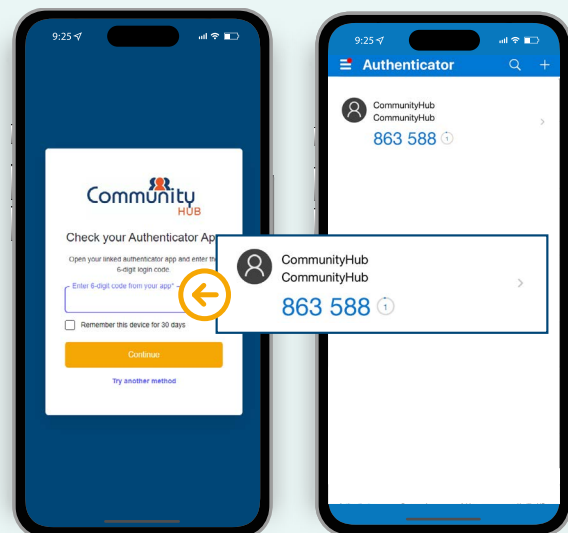 9:25
Community
HUB
Check your Authenticator Ap
Open your linked authenticator app and enter
6-digit login code.
Enter 6-digit code from your app*
Remember this device for 30 days
Continue
Try another method
9:25
Authenticator
CommunityHub
CommunityHub
863 588
1
CommunityHub
CommunityHub
863 588
1